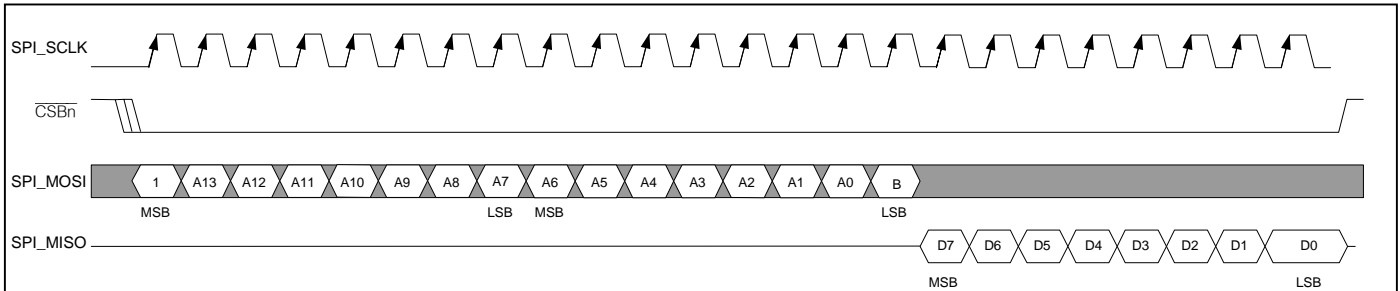 SPI_SCLK
CSBn
SPI_MOSI 1 A13 A12 A11 A10 A9 A8 A7 A6 A5 A4 A3 A2 A1 A0 B
MSB LSB MSB LSB
SPI_MISO D7 D6 D5 D4 D3 D2 D1 D0
MSB LSB